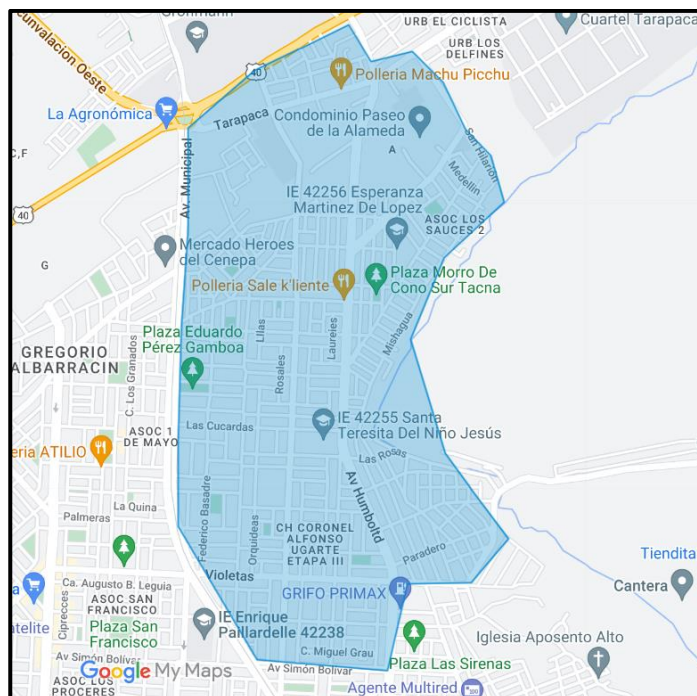 Grohmann
URB EL CICLISTA
Cuartel Tarapaca
cunvalacion Oeste
URB LOS
DELFINES
40
Polleria Machu Picchu
La Agronómica
Tarapaca
Condominio Paseo
de la Alameda
San Hilarión
C,F
A
Medellin
Av. Municipal
IE 42256 Esperanza
Martinez De Lopez
40
ASOC LOS
SAUCES 2
Mercado Heroes
del Cenepa
G
Plaza Morro De
Cono Sur Tacna
Polleria Sale k'liente
Plaza Eduardo
Pérez Gamboa
Lilas
Laureles
Mishagua
GREGORIO
ALBARRACIN
C. Los Granados
Rosales
Las Cucardas
IE 42255 Santa
Teresita Del Niño Jesús
ASOC 1
DE MAYO
eria ATILIO
Las Rosas
Av Humboltd
La Quina
Palmeras
Federico Basadre
Orquideas
CH CORONEL
ALFONSO
UGARTE
ETAPA III
Paradero
Tiendita
Violetas
Ca. Augusto B. Leguia
GRIFO PRIMAX
Cantera
a
Cipreces
ASOC SAN
FRANCISCO
IE Enrique
Paillardelle 42238
Plaza San
Francisco
atelite
Iglesia Aposento Alto
C. Miguel Grau
Plaza Las Sirenas
Av Simón Bolívar
Av Simón Bolívar
Google My Maps
ASOC LOS
PROCERES
Agente Multired